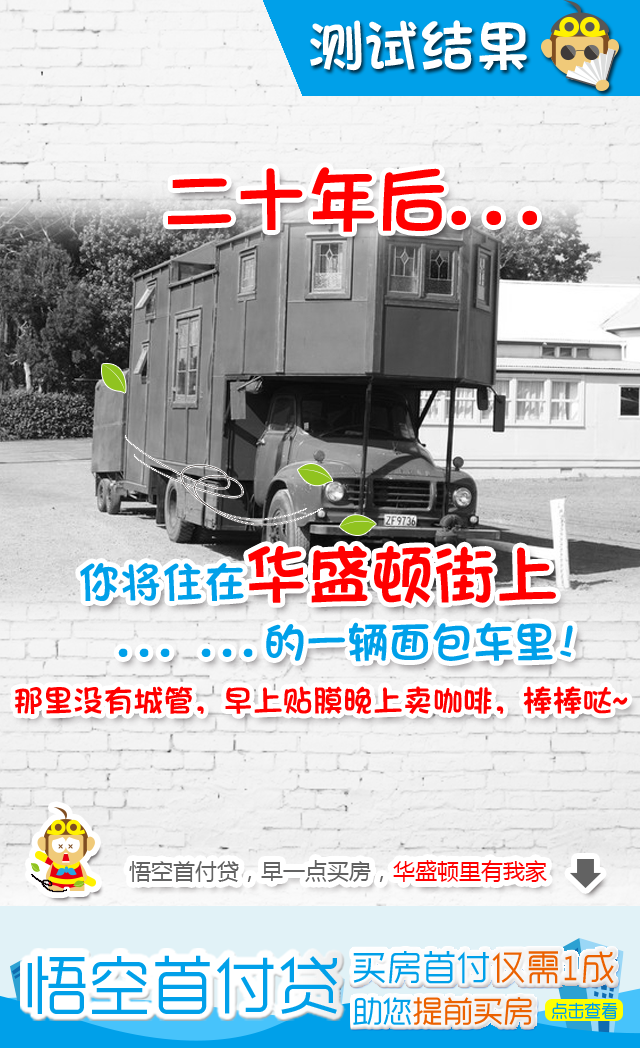 测试结果
二十年后...
ZF9736
你将住在华盛顿街上
... ...的一辆面包车里！
那里没有城管，早上贴膜晚上卖咖啡，棒棒哒~
悟空首付贷，早一点买房，华盛顿里有我家
悟空首付贷
买房首付仅需1成
助您提前买房
点击查看